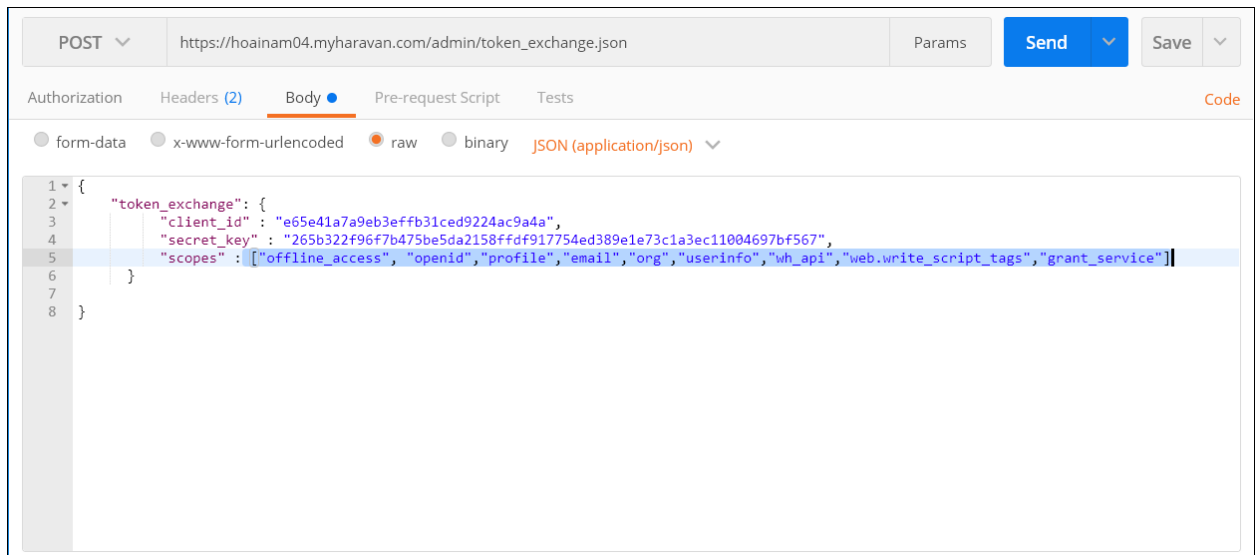 POST https://hoainam04.myharavan.com/admin/token_exchange.json Params Send Save
Authorization Headers (2) Body Pre-request Script Tests Code
form-data x-www-form-urlencoded raw binary JSON (application/json)
1 {
2 "token_exchange": {
3 "client_id" : "e65e41a7a9eb3effb31ced9224ac9a4a",
4 "secret_key" : "265b322f96f7b475be5da2158ffdf917754ed389e1e73c1a3ec11004697bf567",
5 "scopes" : ["offline_access", "openid","profile","email","org","userinfo","wh_api","web.write_script_tags","grant_service"]
6 }
7
8 }